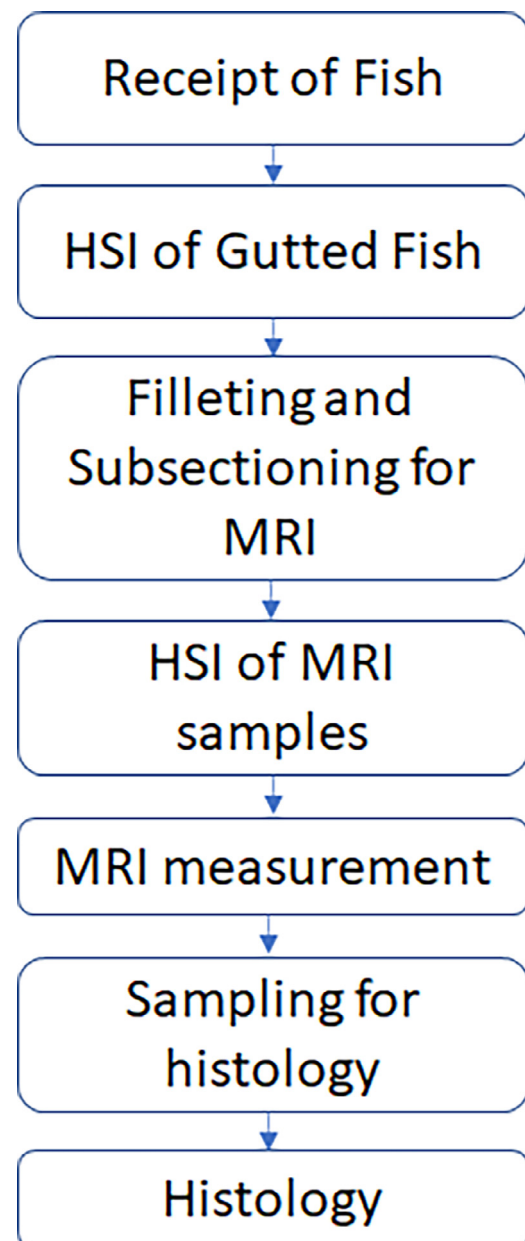 Receipt of Fish
HSI of Gutted Fish
Filleting and
Subsectioning for
MRI
HSI of MRI
samples
MRI measurement
Sampling for
histology
Histology